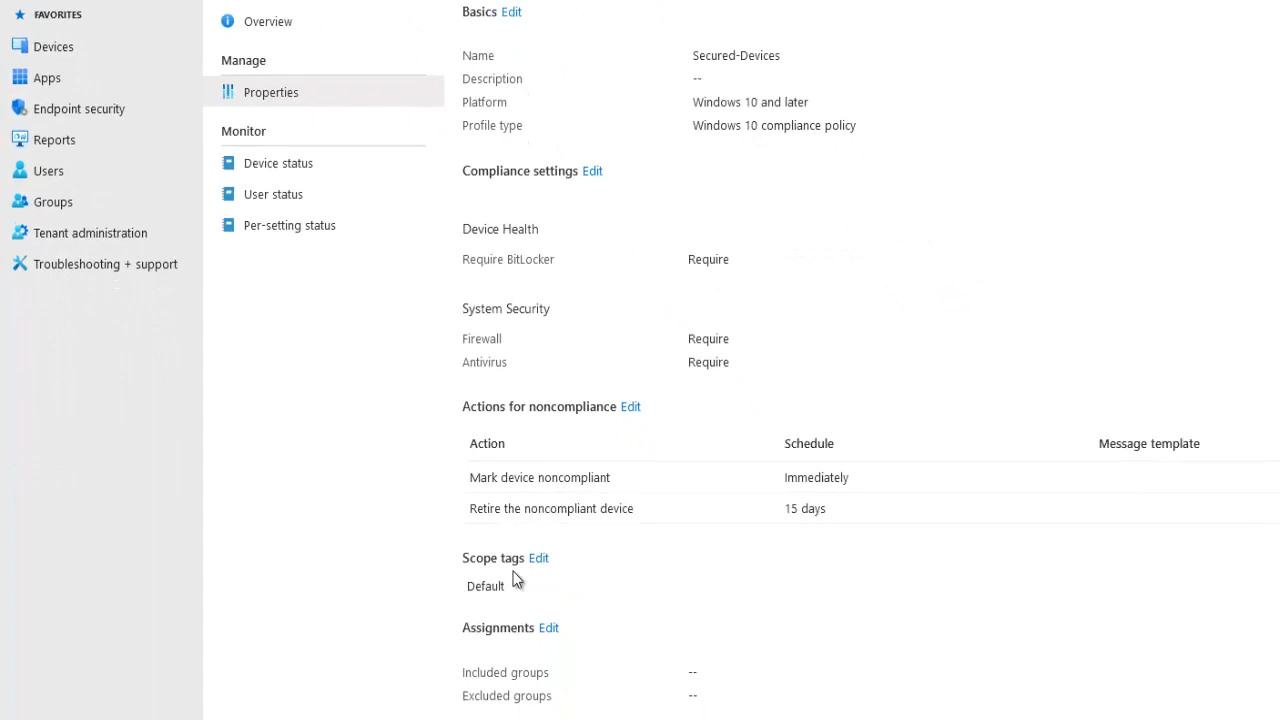 FAVORITES
Devices
Apps
Endpoint security
Reports
Users
Groups
Tenant administration
Troubleshooting + support
Overview
Manage
Properties
Monitor
Device status
User status
Per-setting status
Basics Edit
Name Secured-Devices
Description --
Platform Windows 10 and later
Profile type Windows 10 compliance policy
Compliance settings Edit
Device Health
Require BitLocker Require
System Security
Firewall Require
Antivirus Require
Actions for noncompliance Edit
Action Schedule Message template
Mark device noncompliant Immediately
Retire the noncompliant device 15 days
Scope tags Edit
Default
Assignments Edit
Included groups --
Excluded groups --